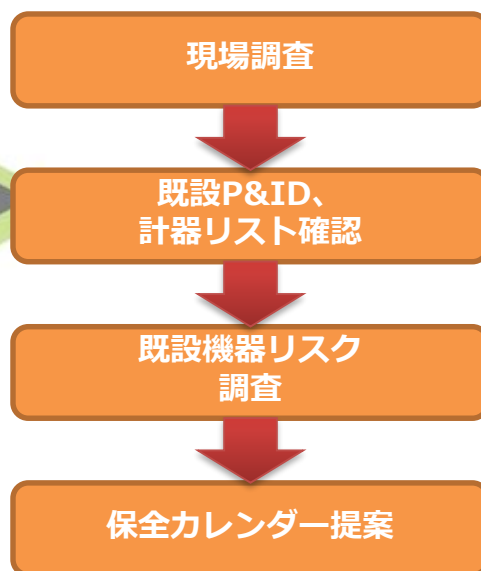 現場調査
既設P&ID、
計器リスト確認
既設機器リスク
調査
保全カレンダー提案